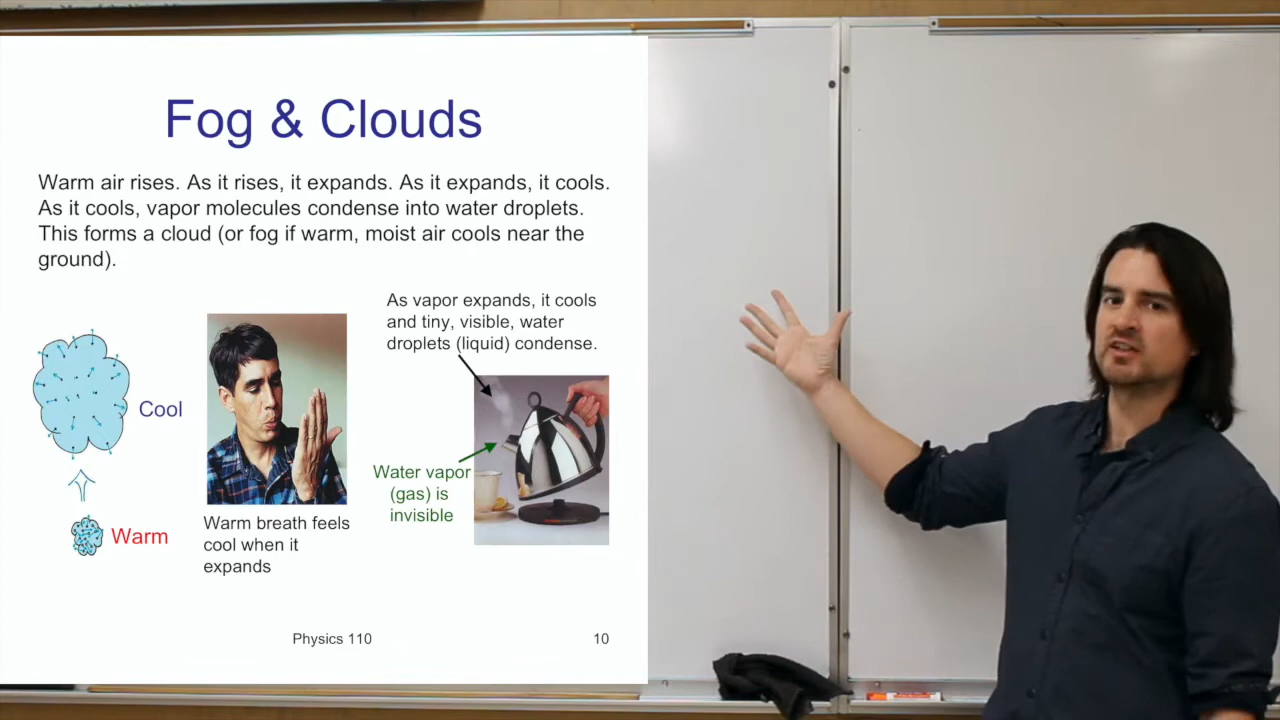 Fog & Clouds
Warm air rises. As it rises, it expands. As it expands, it cools.
As it cools, vapor molecules condense into water droplets.
This forms a cloud (or fog if warm, moist air cools near the
ground).
As vapor expands, it cools
and tiny, visible, water
droplets (liquid) condense.
Cool
Warm
Warm breath feels
cool when it
expands
Water vapor
(gas) is
invisible
Physics 110
10